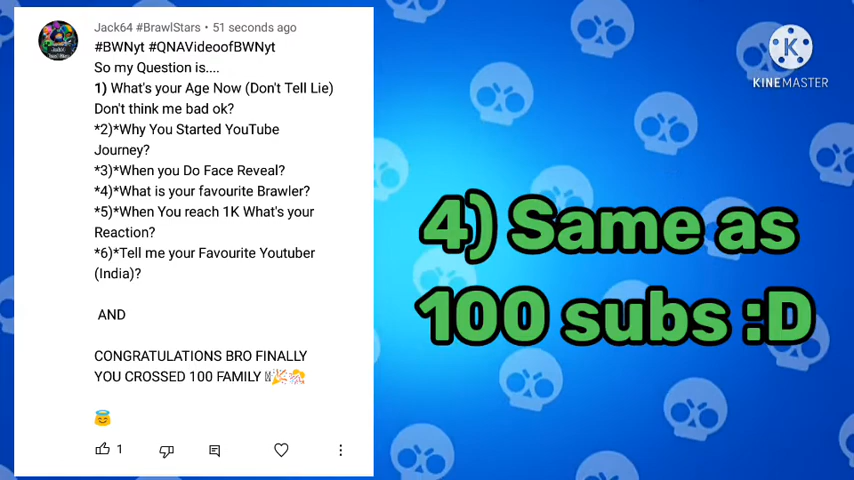 Jack64 #BrawlStars • 51 seconds ago
#BWNyt #QNAVideoofBWNyt
So my Question is....
1) What's your Age Now (Don't Tell Lie)
Don't think me bad ok?
*2)*Why You Started YouTube
Journey?
*3)*When you Do Face Reveal?
*4)*What is your favourite Brawler?
*5)*When You reach 1K What's your
Reaction?
*6)*Tell me your Favourite Youtuber
(India)?
AND
CONGRATULATIONS BRO FINALLY
YOU CROSSED 100 FAMILY 🎉🎊
😇
1
K
KINEMASTER
4) Same as
100 subs :D